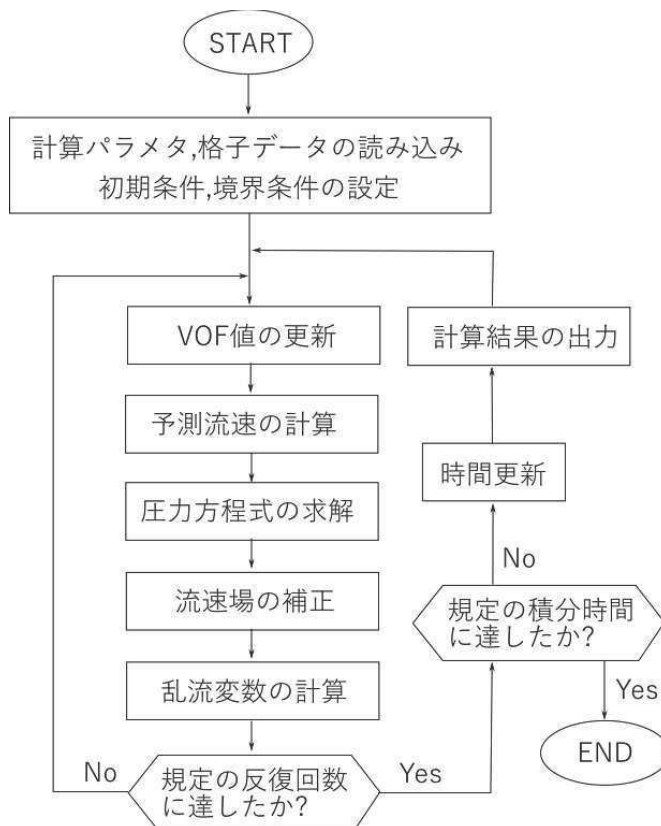 START
計算パラメタ,格子データの読み込み
初期条件,境界条件の設定
VOF値の更新
予測流速の計算
圧力方程式の求解
流速場の補正
乱流変数の計算
規定の反復回数
に達したか?
No
Yes
規定の積分時間
に達したか?
No
Yes
時間更新
計算結果の出力
END